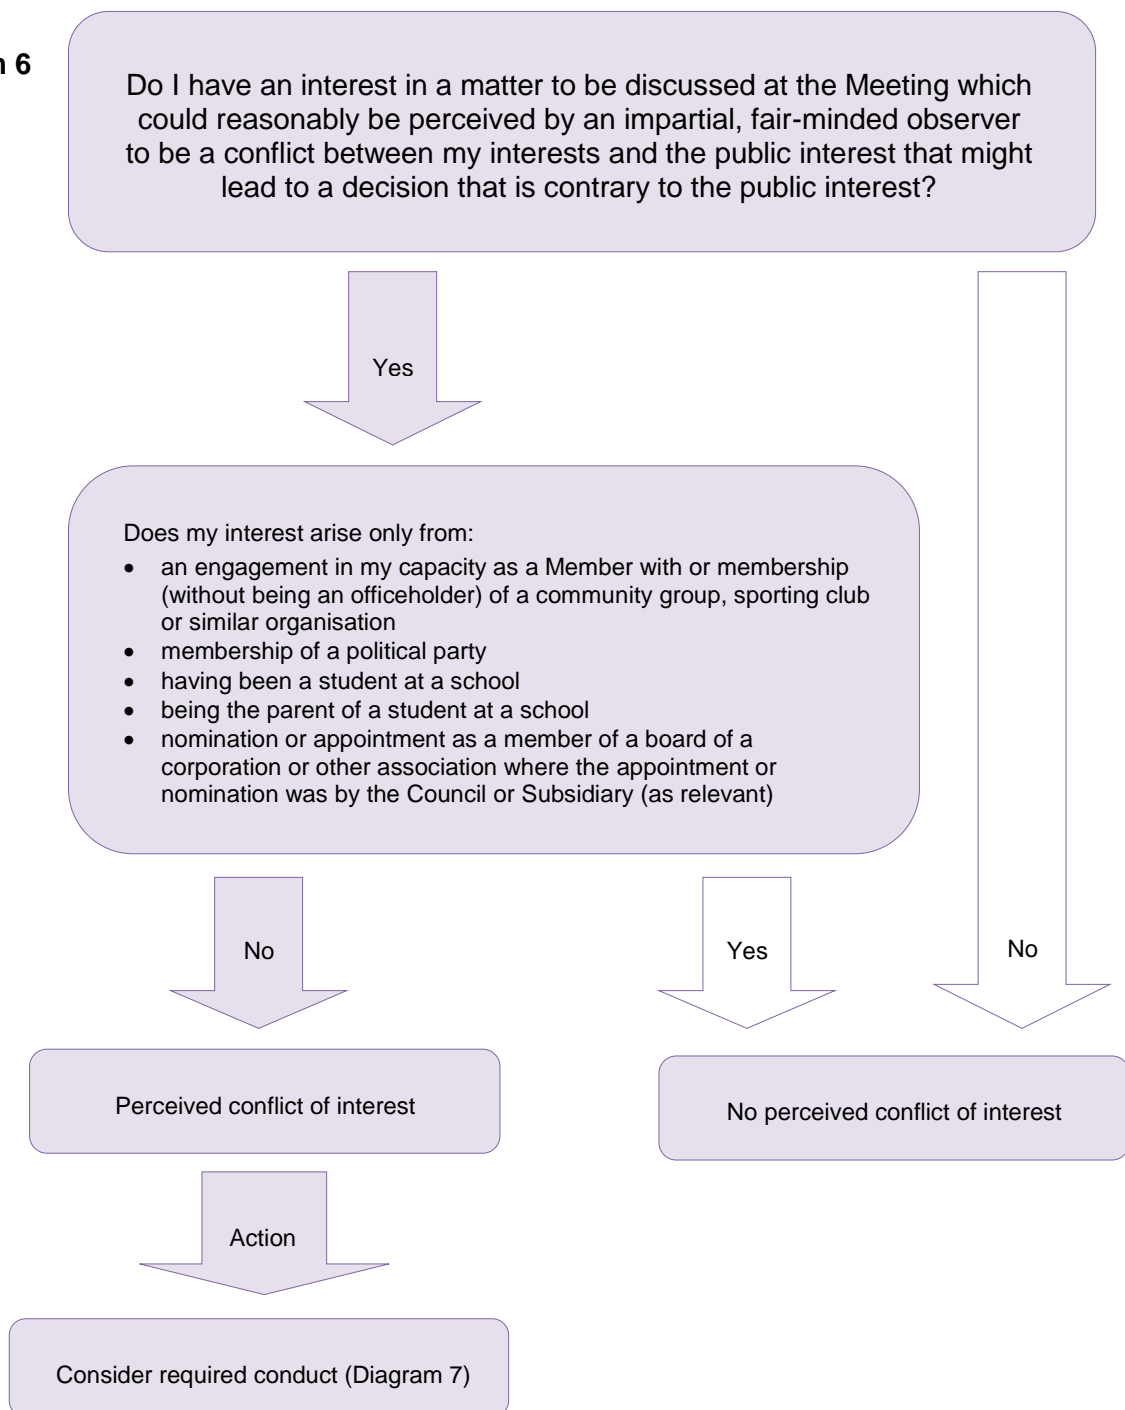 n 6
Do I have an interest in a matter to be discussed at the Meeting which
could reasonably be perceived by an impartial, fair-minded observer
to be a conflict between my interests and the public interest that might
lead to a decision that is contrary to the public interest?
Yes
Does my interest arise only from:
• an engagement in my capacity as a Member with or membership
(without being an officeholder) of a community group, sporting club
or similar organisation
• membership of a political party
• having been a student at a school
• being the parent of a student at a school
• nomination or appointment as a member of a board of a
corporation or other association where the appointment or
nomination was by the Council or Subsidiary (as relevant)
No
Yes
No
Perceived conflict of interest
No perceived conflict of interest
Action
Consider required conduct (Diagram 7)